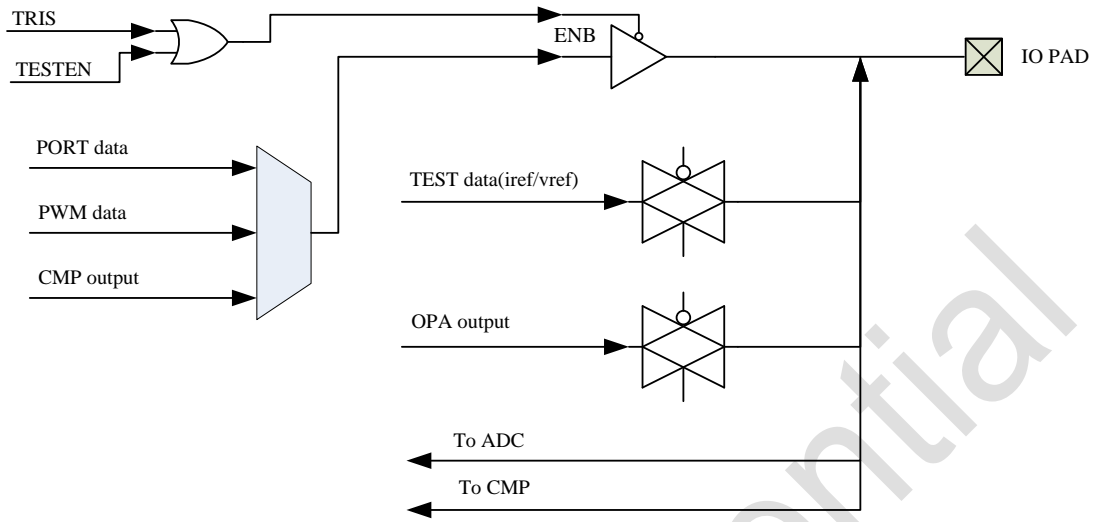 TRIS
ENB
IO PAD
TESTEN
PORT data
TEST data(iref/vref)
PWM data
CMP output
OPA output
To ADC
To CMP
ential